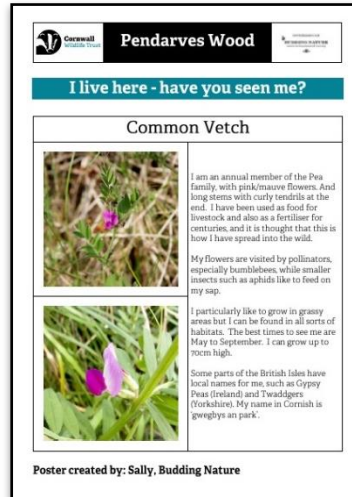 Cornwall
Wildlife Trust
Pendarves Wood
BUDDING NATURE
I live here - have you seen me?
Common Vetch
I am an annual member of the Pea
family, with pink/mauve flowers. And
long stems with curly tendrils at the
end. I have been used as food for
livestock and also as a fertiliser for
centuries, and it is thought that this is
how I have spread into the wild.
My flowers are visited by pollinators,
especially bumblebees, while smaller
insects such as aphids like to feed on
my sap.
I particularly like to grow in grassy
areas but I can be found in all sorts of
habitats. The best times to see me are
May to September. I can grow up to
70cm high.
Some parts of the British Isles have
local names for me, such as Gypsy
Peas (Ireland) and Twaddgers
(Yorkshire). My name in Cornish is
'gwegbys an park'.
Poster created by: Sally, Budding Nature